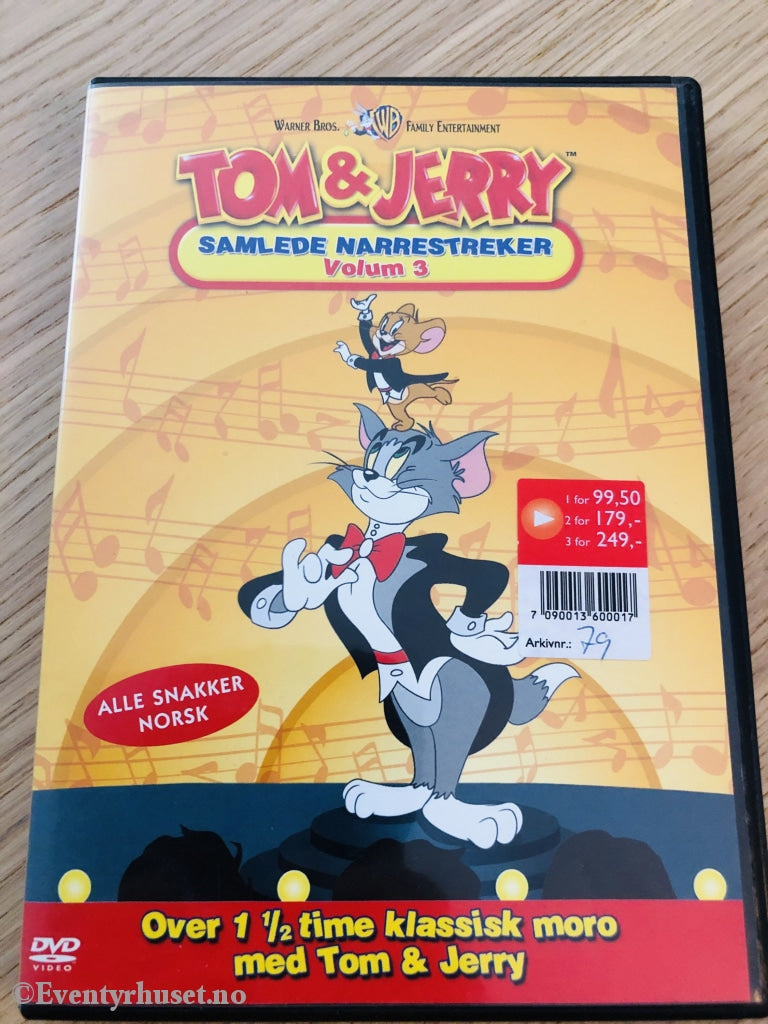 WARNER BROS. WB FAMILY ENTERTAINMENT
TOM & JERRY™
SAMLEDE NARRESTREKER
Volum 3
1 for 99,50
2 for 179,-
3 for 249,-
7 090013 600017
Arkivnr.: 79
ALLE SNAKKER
NORSK
Over 1 ½ time klassisk moro
med Tom & Jerry
DVD
VIDEO
©Eventyrhuset.no